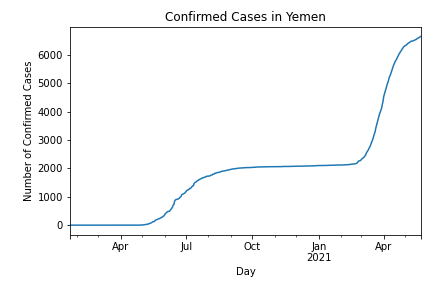 Confirmed Cases in Yemen
Number of Confirmed Cases
6000
5000
4000
3000
2000
1000
0
Apr Jul Oct Jan Apr
2021
Day